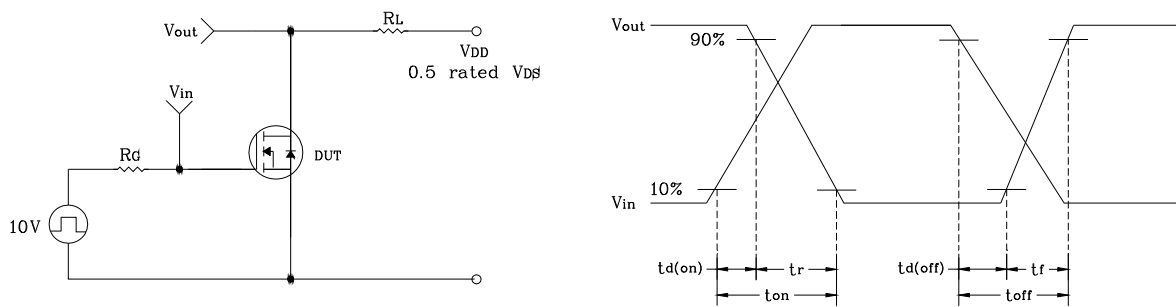 Vout
RL
VDD
0.5 rated VDS
Vin
RG
DUT
10V
Vout
90%
10%
Vin
td(on)
tr
td(off)
tf
ton
toff